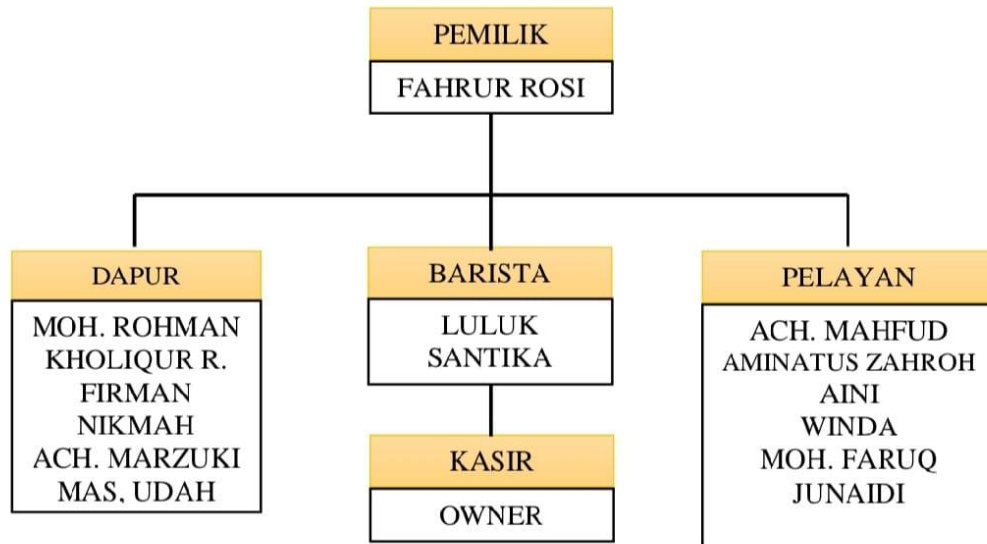 PEMILIK
FAHRUR ROSI
DAPUR
MOH. ROHMAN
KHOLIQUR R.
FIRMAN
NIKMAH
ACH. MARZUKI
MAS, UDAH
BARISTA
LULUK
SANTIKA
KASIR
OWNER
PELAYAN
ACH. MAHFUD
AMINATUS ZAHROH
AINI
WINDA
MOH. FARUQ
JUNAIDI